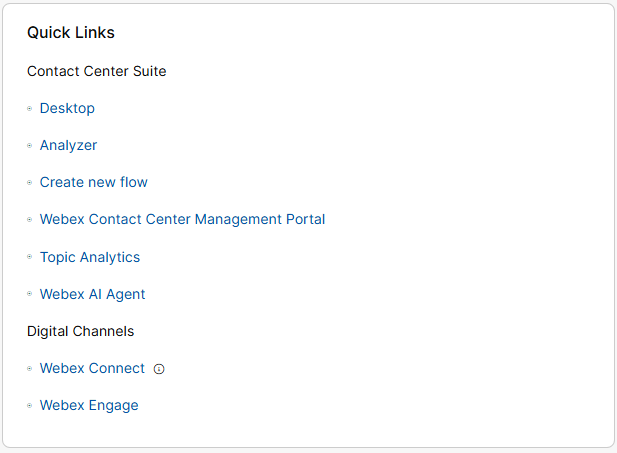 Quick Links
Contact Center Suite
Desktop
Analyzer
Create new flow
Webex Contact Center Management Portal
Topic Analytics
Webex AI Agent
Digital Channels
Webex Connect
Webex Engage